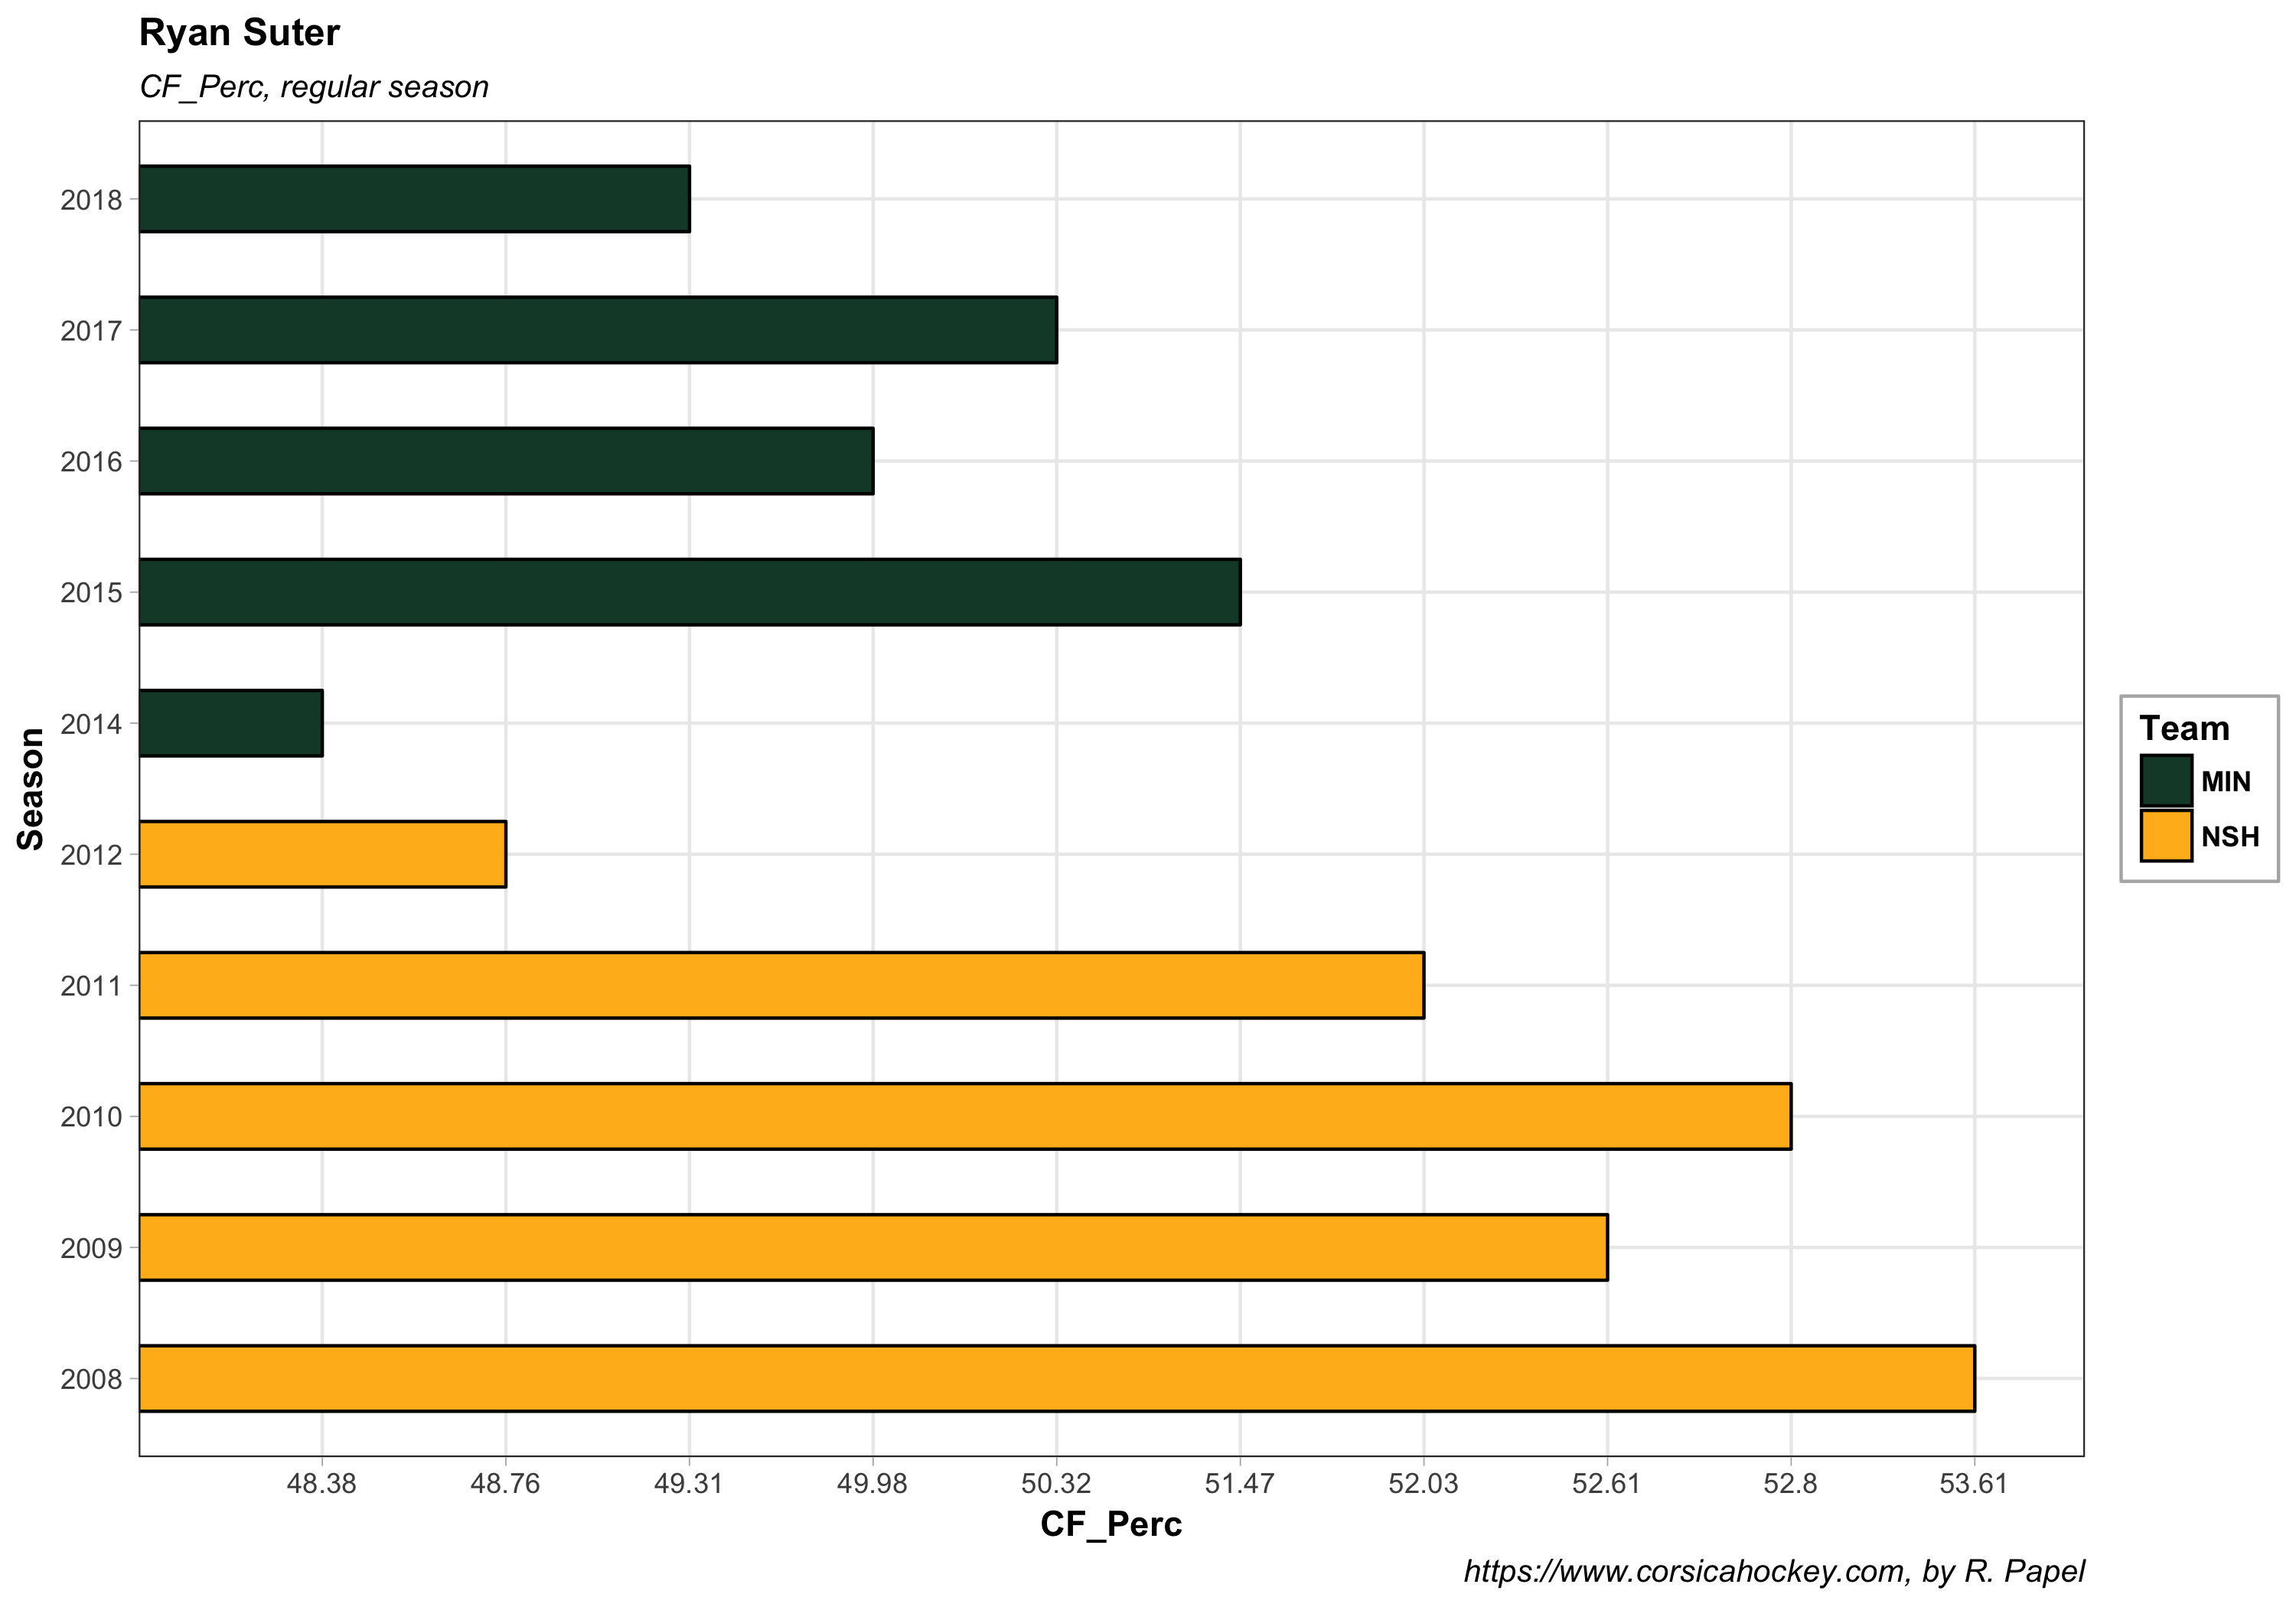 Ryan Suter
CF_Perc, regular season
2018
2017
2016
2015
2014
2012
2011
2010
2009
2008
Season
48.38 48.76 49.31 49.98 50.32 51.47 52.03 52.61 52.8 53.61
CF_Perc
Team
MIN
NSH
https://www.corsicahockey.com, by R. Papel